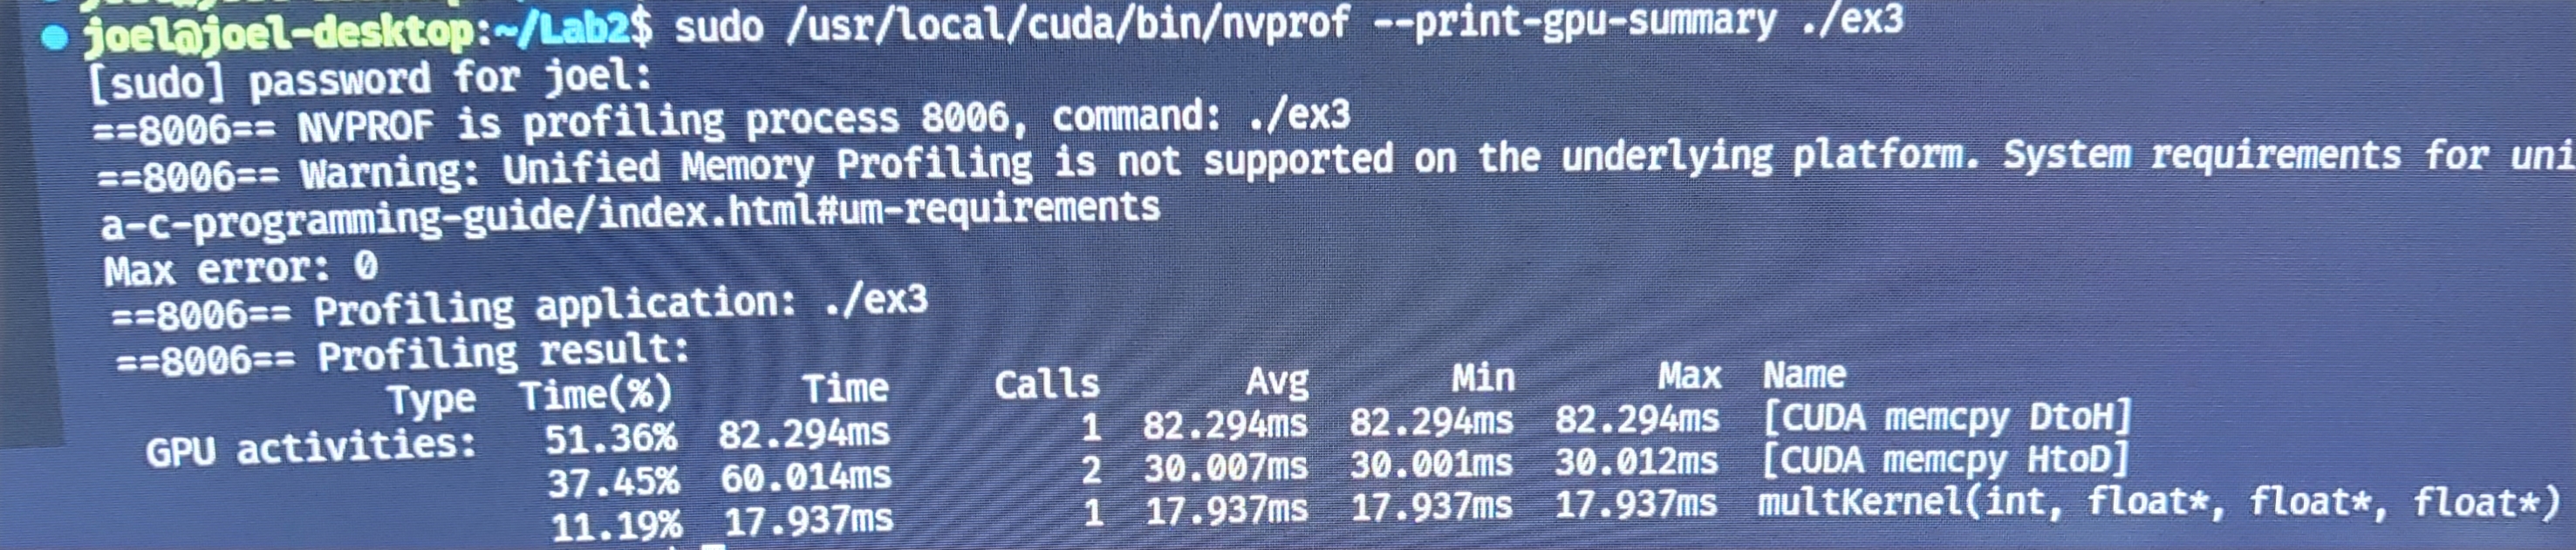 joel@joel-desktop:~/Lab2$ sudo /usr/local/cuda/bin/nvprof --print-gpu-summary ./ex3
[sudo] password for joel:
==8006== NVPROF is profiling process 8006, command: ./ex3
==8006== Warning: Unified Memory Profiling is not supported on the underlying platform. System requirements for uni
a-c-programming-guide/index.html#um-requirements
Max error: 0
==8006== Profiling application: ./ex3
==8006== Profiling result:
Type Time(%) Time Calls Avg Min Max Name
GPU activities: 51.36% 82.294ms 1 82.294ms 82.294ms 82.294ms [CUDA memcpy DtoH]
37.45% 60.014ms 2 30.007ms 30.001ms 30.012ms [CUDA memcpy HtoD]
11.19% 17.937ms 1 17.937ms 17.937ms 17.937ms multKernel(int, float*, float*, float*)